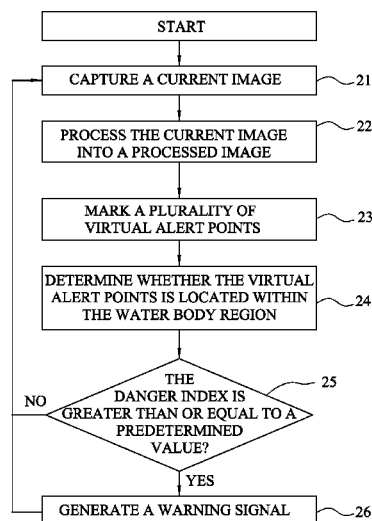 START
CAPTURE A CURRENT IMAGE
21
PROCESS THE CURRENT IMAGE
INTO A PROCESSED IMAGE
22
MARK A PLURALITY OF
VIRTUAL ALERT POINTS
23
DETERMINE WHETHER THE VIRTUAL
ALERT POINTS IS LOCATED WITHIN
THE WATER BODY REGION
24
THE
DANGER INDEX IS
GREATER THAN OR EQUAL TO A
PREDETERMINED
VALUE?
25
NO
YES
GENERATE A WARNING SIGNAL
26